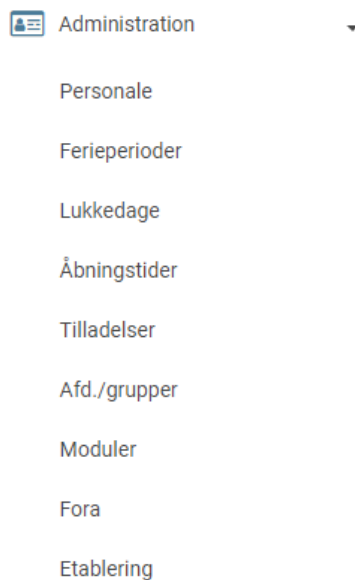 Administration
Personale
Ferieperioder
Lukkedage
Åbningstider
Tilladelser
Afd./grupper
Moduler
Fora
Etablering